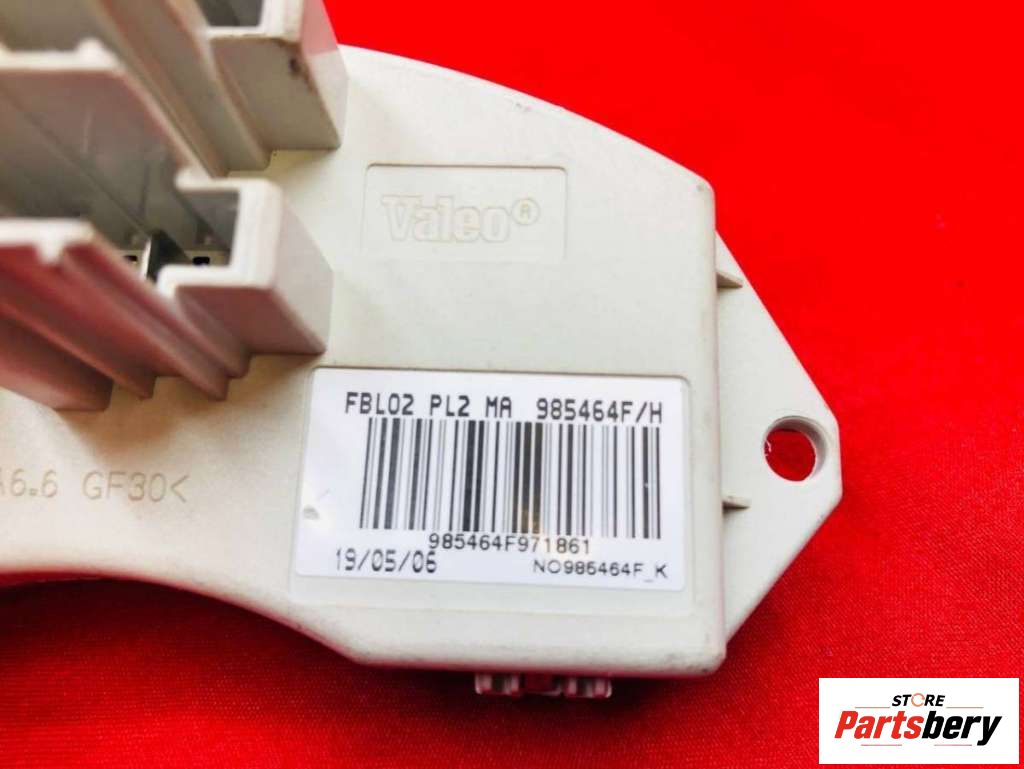 Valeo®
FBL02 PL2 MA 985464F/H
985464F971861
19/05/06
NO985464F_K
A6.6 GF30<
STORE
Partsbery